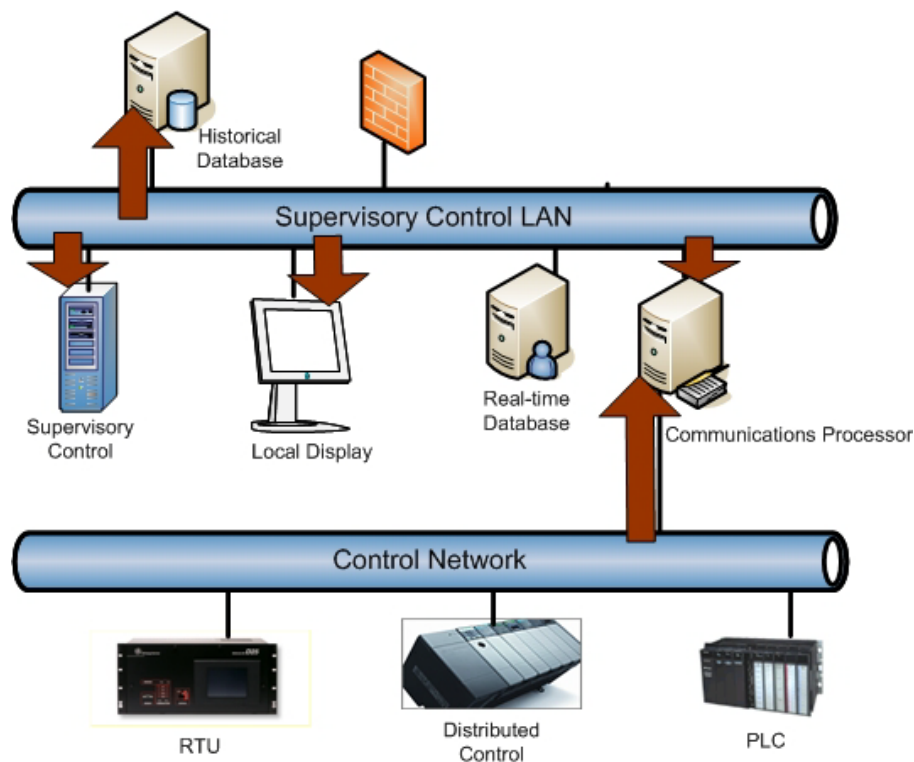 Historical
Database
Supervisory Control LAN
Supervisory
Control
Local Display
Real-time
Database
Communications Processor
Control Network
RTU
Distributed
Control
PLC